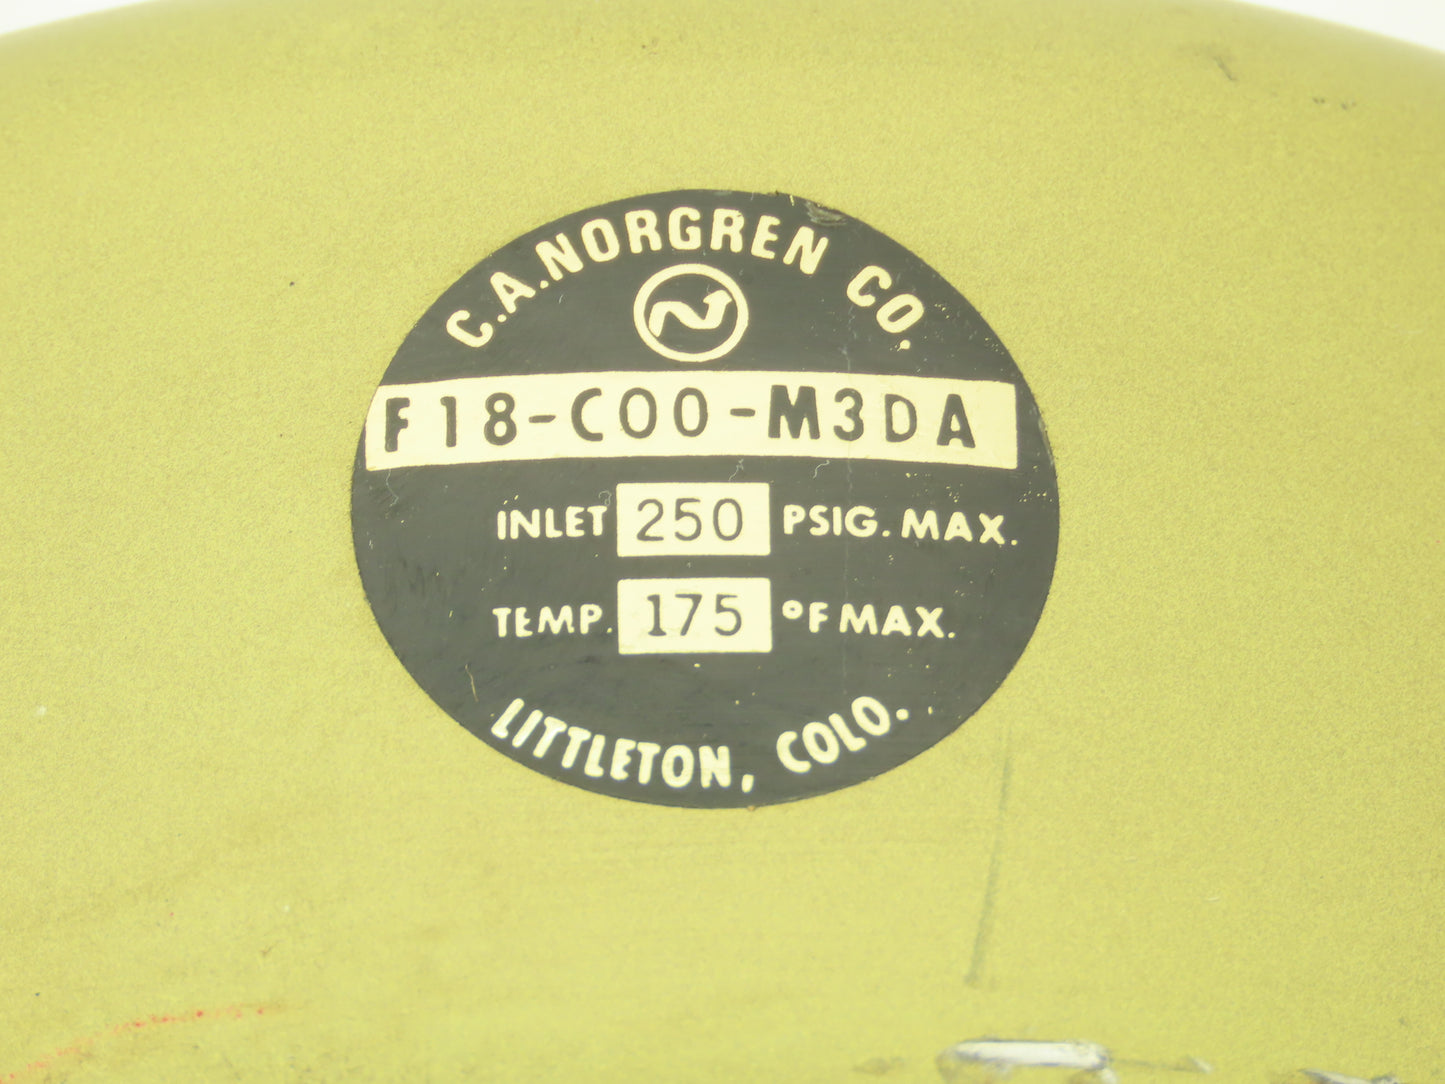 C.A. NORGREN CO.
F18-C00-M3DA
INLET 250 PSIG. MAX.
TEMP. 175 °F MAX.
LITTLETON, COLO.